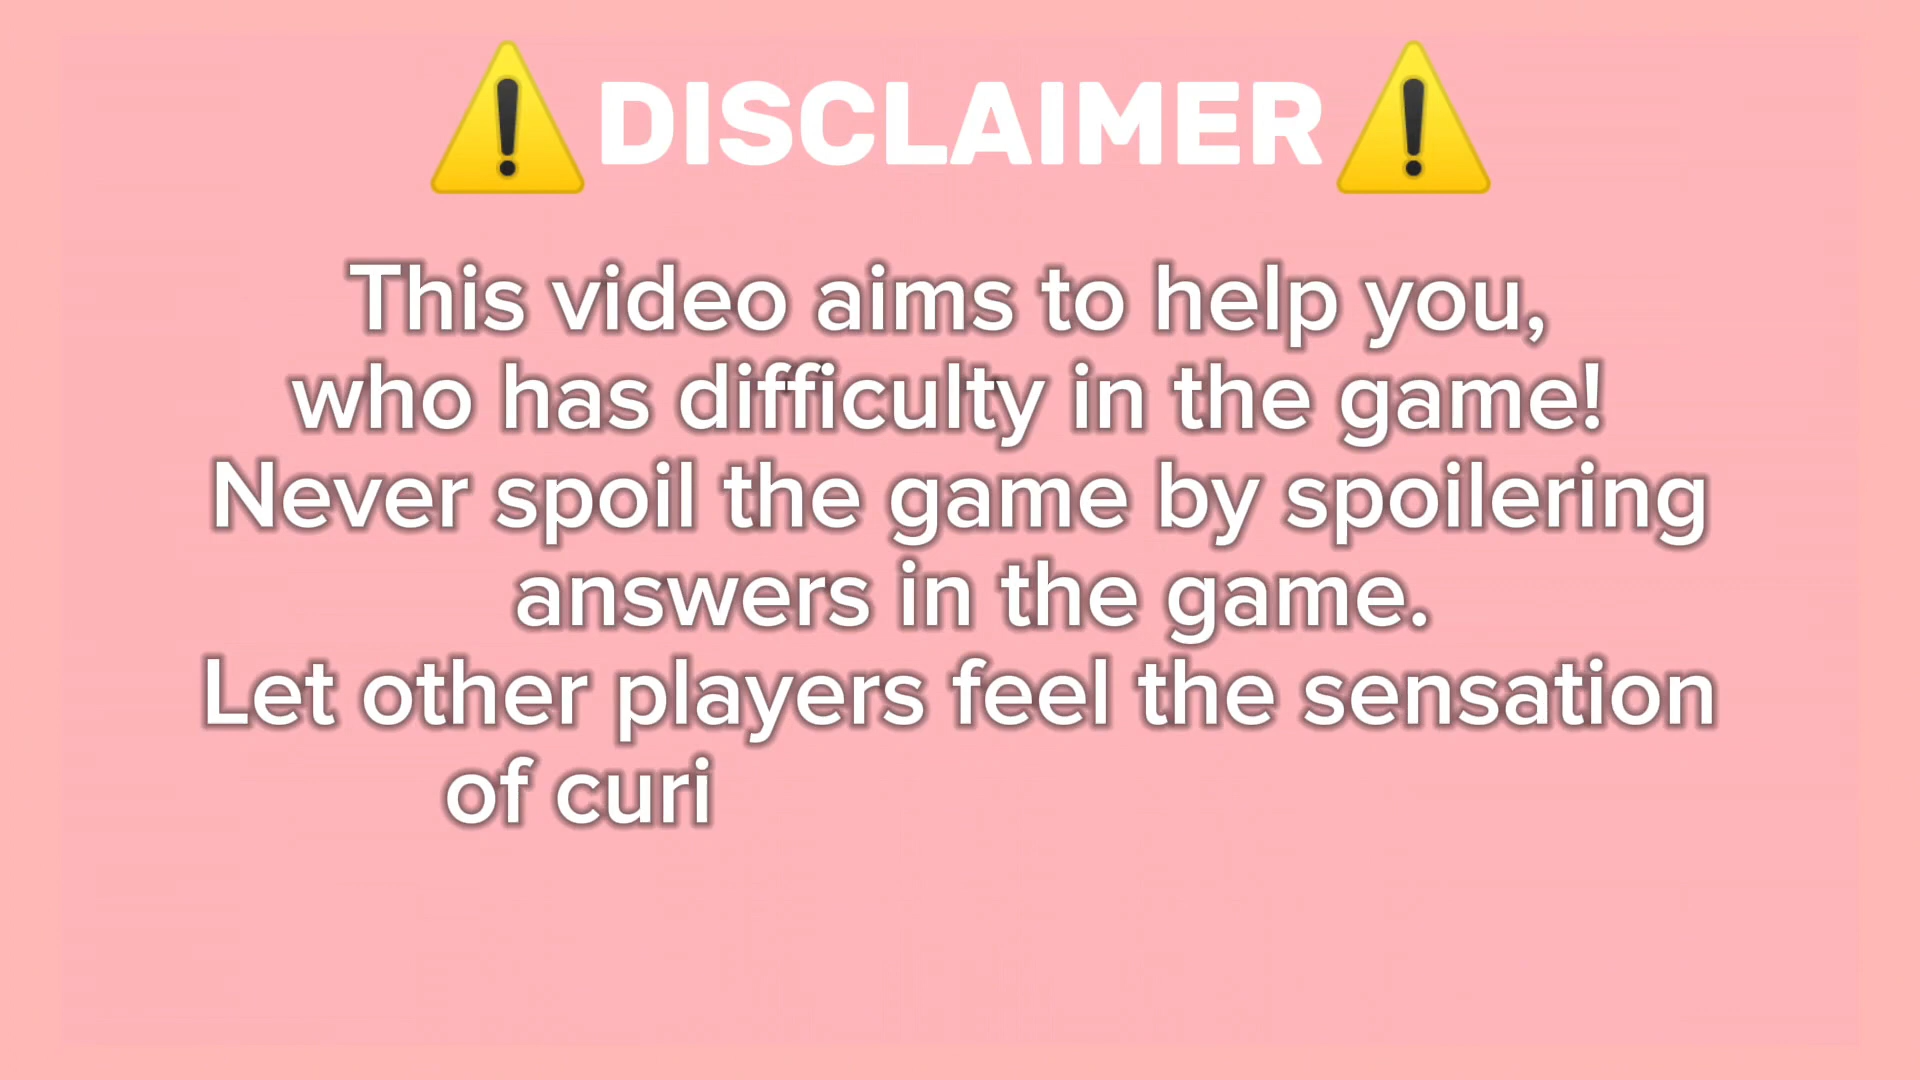 ⚠️DISCLAIMER⚠️
This video aims to help you,
who has difficulty in the game!
Never spoil the game by spoilering
answers in the game.
Let other players feel the sensation
of curi